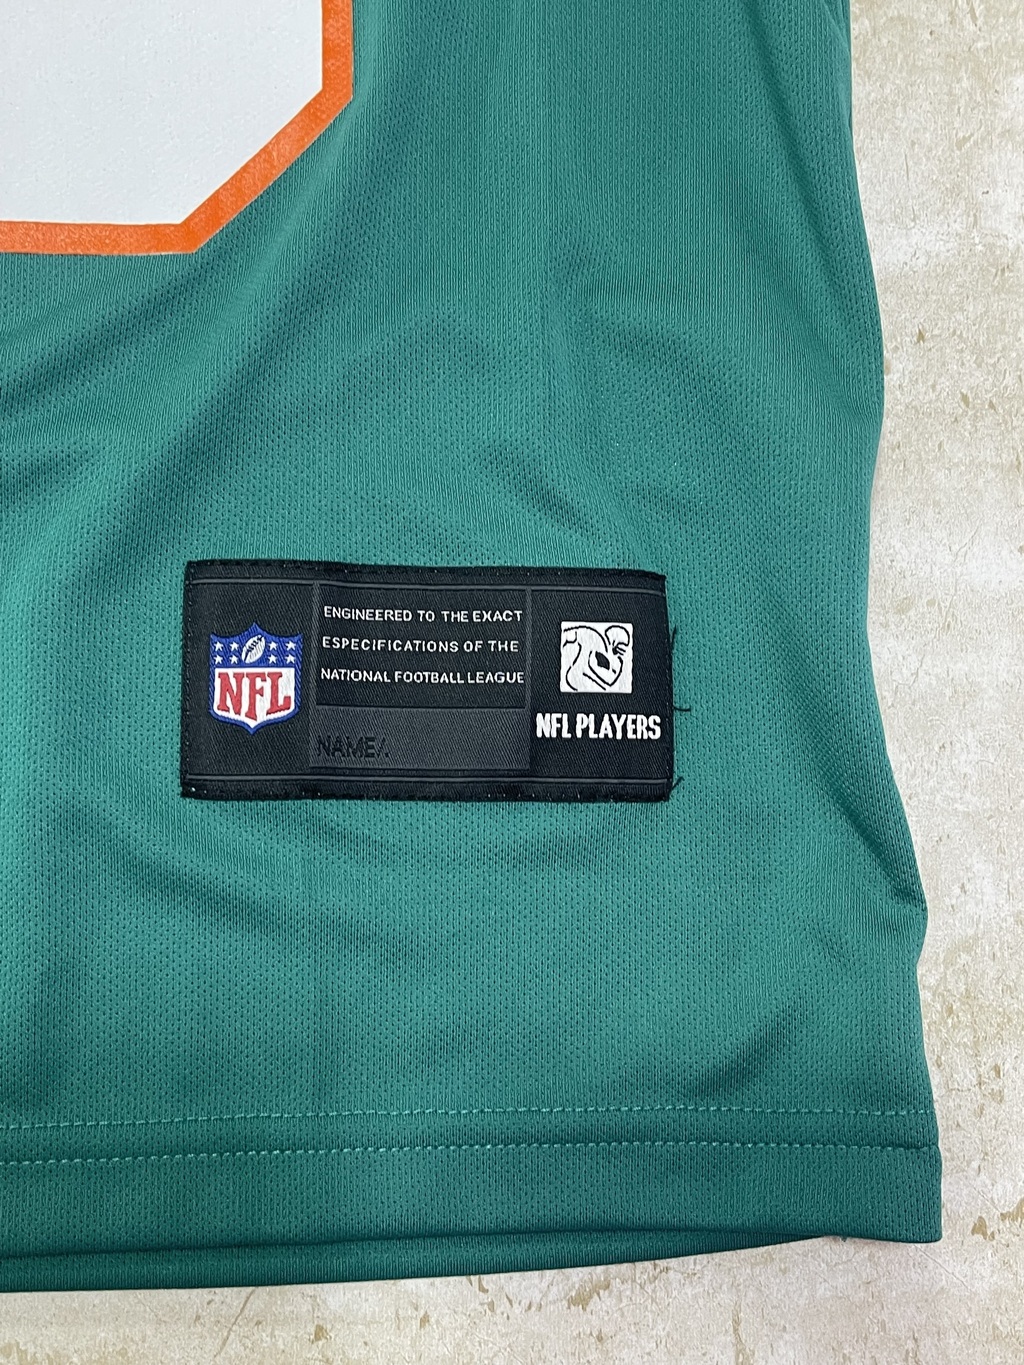 NFL
ENGINEERED TO THE EXACT
ESPECIFICATIONS OF THE
NATIONAL FOOTBALL LEAGUE
NAME/.
NFL PLAYERS